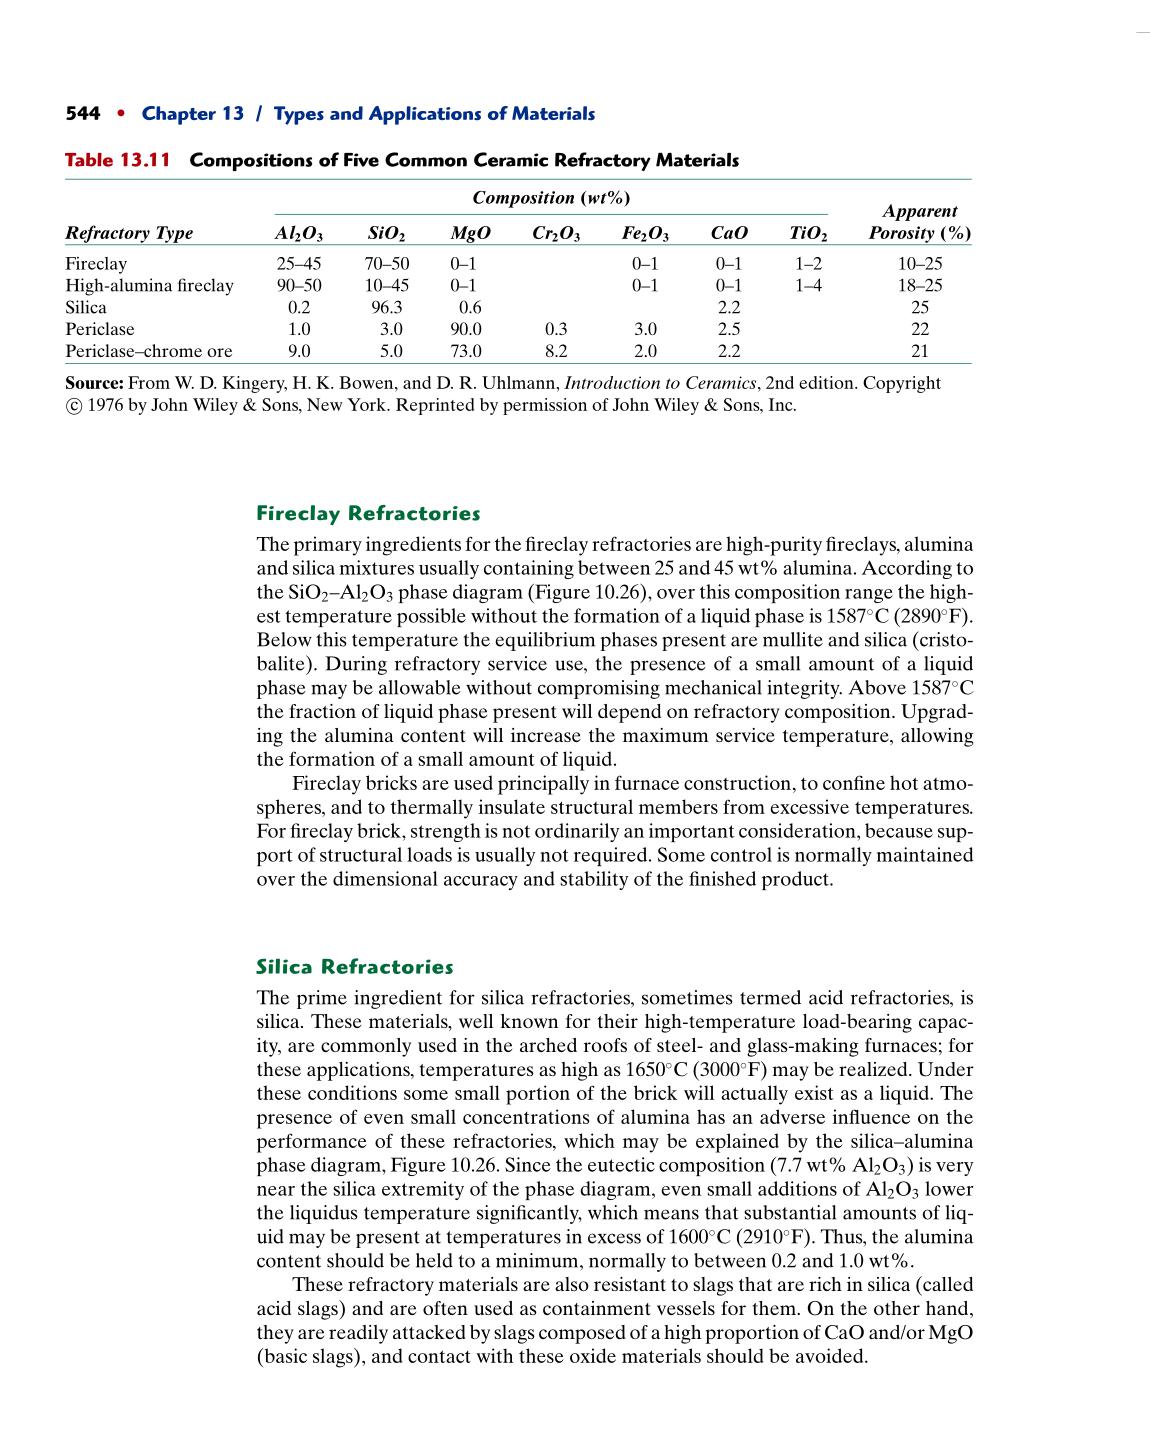 544 • Chapter 13 / Types and Applications of Materials
Table 13.11 Compositions of Five Common Ceramic Refractory Materials
Composition (wt%)
Apparent
Refractory Type Al₂O₃ SiO₂ MgO Cr₂O₃ Fe₂O₃ CaO TiO₂ Porosity (%)
Fireclay 25–45 70–50 0–1 0–1 0–1 1–2 10–25
High-alumina fireclay 90–50 10–45 0–1 0–1 0–1 1–4 18–25
Silica 0.2 96.3 0.6 2.2 25
Periclase 1.0 3.0 90.0 0.3 3.0 2.5 22
Periclase–chrome ore 9.0 5.0 73.0 8.2 2.0 2.2 21
Source: From W. D. Kingery, H. K. Bowen, and D. R. Uhlmann, Introduction to Ceramics, 2nd edition. Copyright
© 1976 by John Wiley & Sons, New York. Reprinted by permission of John Wiley & Sons, Inc.
Fireclay Refractories
The primary ingredients for the fireclay refractories are high-purity fireclays, alumina
and silica mixtures usually containing between 25 and 45 wt% alumina. According to
the SiO₂–Al₂O₃ phase diagram (Figure 10.26), over this composition range the high-
est temperature possible without the formation of a liquid phase is 1587°C (2890°F).
Below this temperature the equilibrium phases present are mullite and silica (cristo-
balite). During refractory service use, the presence of a small amount of a liquid
phase may be allowable without compromising mechanical integrity. Above 1587°C
the fraction of liquid phase present will depend on refractory composition. Upgrad-
ing the alumina content will increase the maximum service temperature, allowing
the formation of a small amount of liquid.
Fireclay bricks are used principally in furnace construction, to confine hot atmo-
spheres, and to thermally insulate structural members from excessive temperatures.
For fireclay brick, strength is not ordinarily an important consideration, because sup-
port of structural loads is usually not required. Some control is normally maintained
over the dimensional accuracy and stability of the finished product.
Silica Refractories
The prime ingredient for silica refractories, sometimes termed acid refractories, is
silica. These materials, well known for their high-temperature load-bearing capac-
ity, are commonly used in the arched roofs of steel- and glass-making furnaces; for
these applications, temperatures as high as 1650°C (3000°F) may be realized. Under
these conditions some small portion of the brick will actually exist as a liquid. The
presence of even small concentrations of alumina has an adverse influence on the
performance of these refractories, which may be explained by the silica–alumina
phase diagram, Figure 10.26. Since the eutectic composition (7.7 wt% Al₂O₃) is very
near the silica extremity of the phase diagram, even small additions of Al₂O₃ lower
the liquidus temperature significantly, which means that substantial amounts of liq-
uid may be present at temperatures in excess of 1600°C (2910°F). Thus, the alumina
content should be held to a minimum, normally to between 0.2 and 1.0 wt%.
These refractory materials are also resistant to slags that are rich in silica (called
acid slags) and are often used as containment vessels for them. On the other hand,
they are readily attacked by slags composed of a high proportion of CaO and/or MgO
(basic slags), and contact with these oxide materials should be avoided.